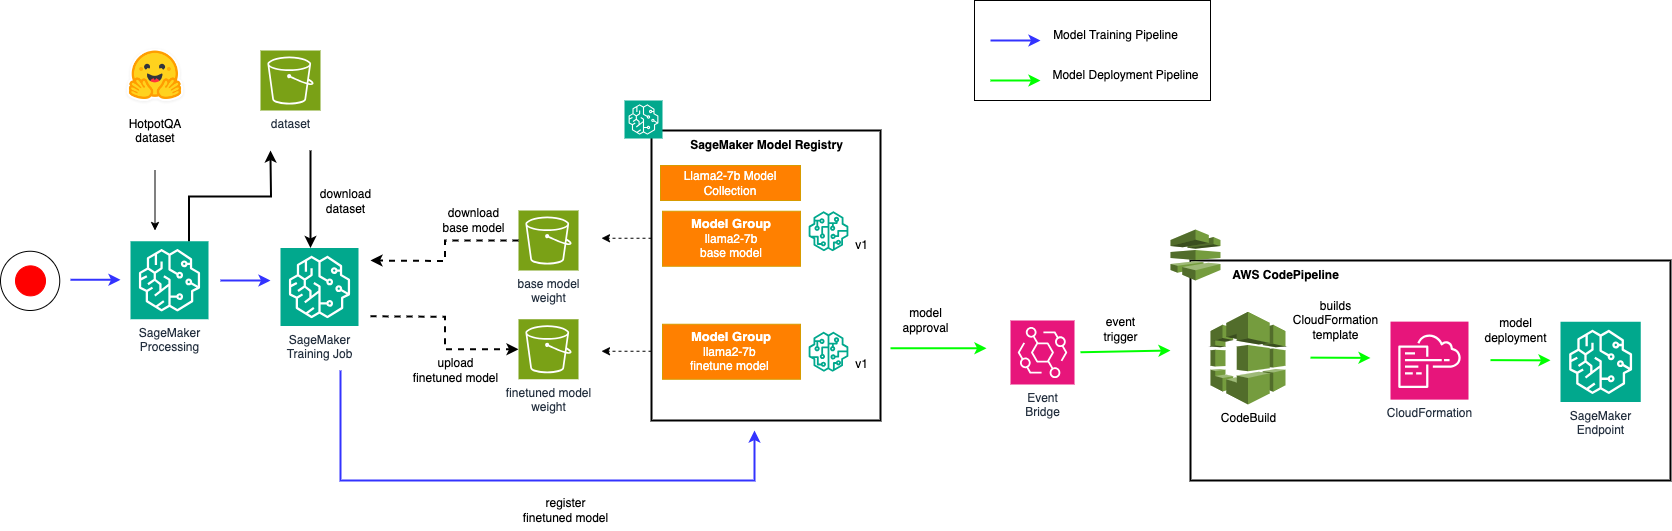 Model Training Pipeline
Model Deployment Pipeline
HotpotQA
dataset
dataset
download
dataset
SageMaker
Processing
SageMaker
Training Job
download
base model
base model
weight
upload
finetuned model
finetuned model
weight
register
finetuned model
SageMaker Model Registry
Llama2-7b Model
Collection
Model Group
llama2-7b
base model
v1
Model Group
llama2-7b
finetune model
v1
model
approval
Event
Bridge
event
trigger
AWS CodePipeline
CodeBuild
builds
CloudFormation
template
CloudFormation
model
deployment
SageMaker
Endpoint